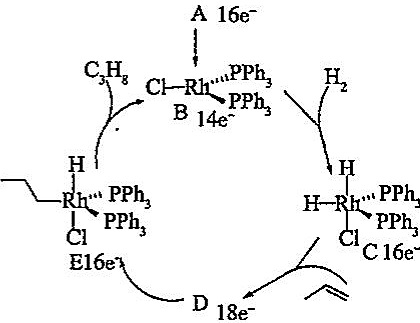 A 16e⁻
C₃H₈
Cl Rh PPh₃
PPh₃
B 14e⁻
H₂
H
Rh PPh₃
PPh₃
Cl
E16e⁻
H
H Rh PPh₃
PPh₃
Cl
C 16e⁻
D 18e⁻